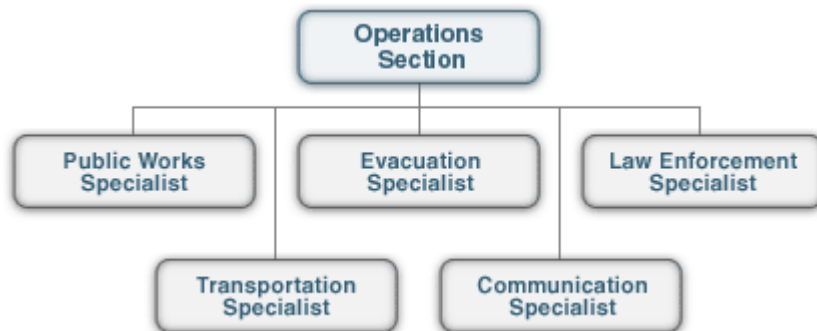 Operations
Section
Public Works
Specialist
Evacuation
Specialist
Law Enforcement
Specialist
Transportation
Specialist
Communication
Specialist